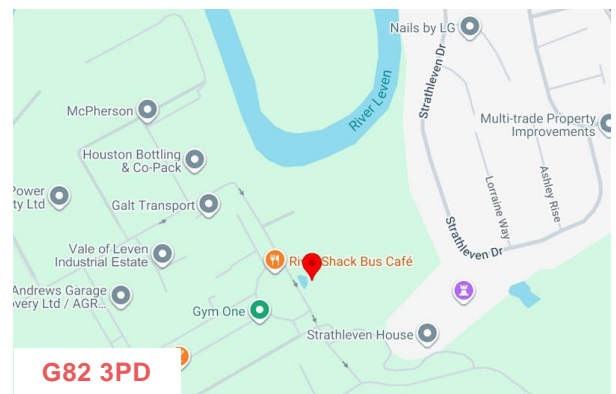 Nails by LG
Strathleven Dr
River Leven
McPherson
Multi-trade Property
Improvements
Houston Bottling
& Co-Pack
Power
ty Ltd
Galt Transport
Lorraine Way
Ashley Rise
Strathleven Dr
Vale of Leven
Industrial Estate
Shack Bus Café
Andrews Garage
overy Ltd / AGR...
Gym One
Strathleven House
G82 3PD